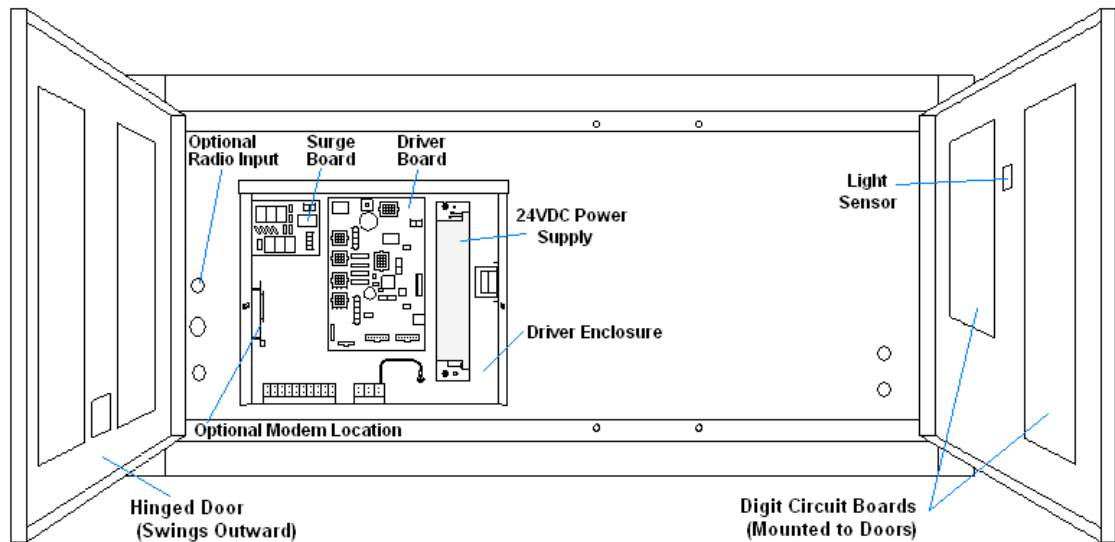 Optional
Radio Input
Surge
Board
Driver
Board
Light
Sensor
24VDC Power
Supply
Driver Enclosure
Optional Modem Location
Hinged Door
(Swings Outward)
Digit Circuit Boards
(Mounted to Doors)